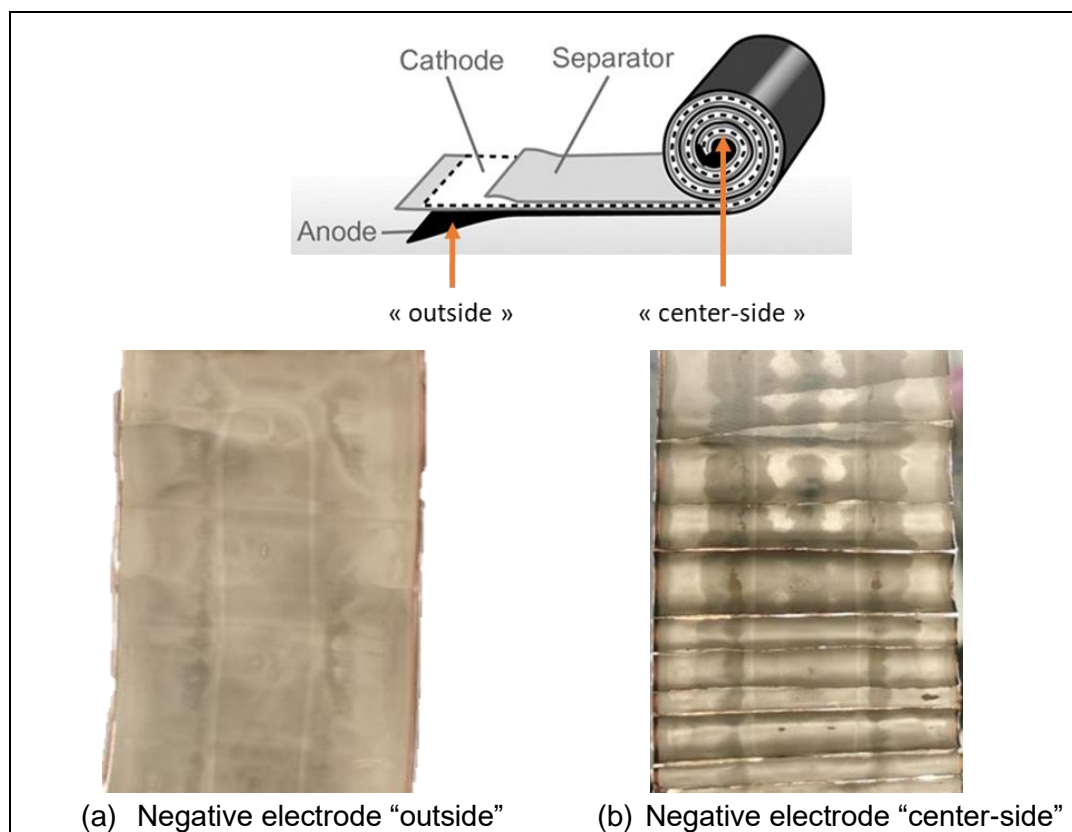 Cathode
Separator
Anode
« outside »
« center-side »
(a) Negative electrode “outside”
(b) Negative electrode “center-side”